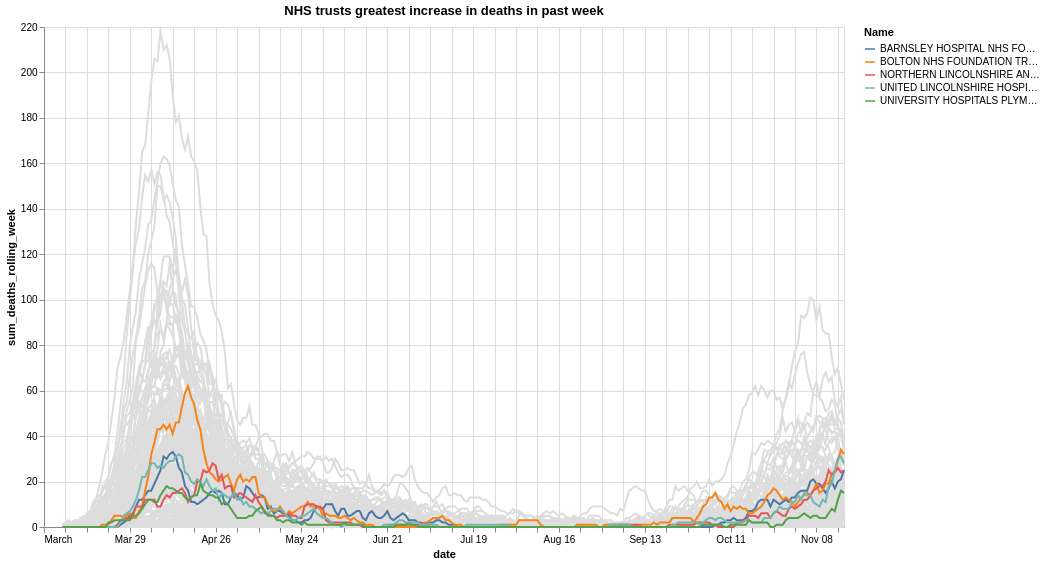 NHS trusts greatest increase in deaths in past week
220
200
180
160
140
120
100
80
60
40
20
0
sum_deaths_rolling_week
March
Mar 29
Apr 26
May 24
Jun 21
Jul 19
Aug 16
Sep 13
Oct 11
Nov 08
date
Name
BARNSLEY HOSPITAL NHS FO…
BOLTON NHS FOUNDATION TR…
NORTHERN LINCOLNSHIRE AN…
UNITED LINCOLNSHIRE HOSPI…
UNIVERSITY HOSPITALS PLYM…